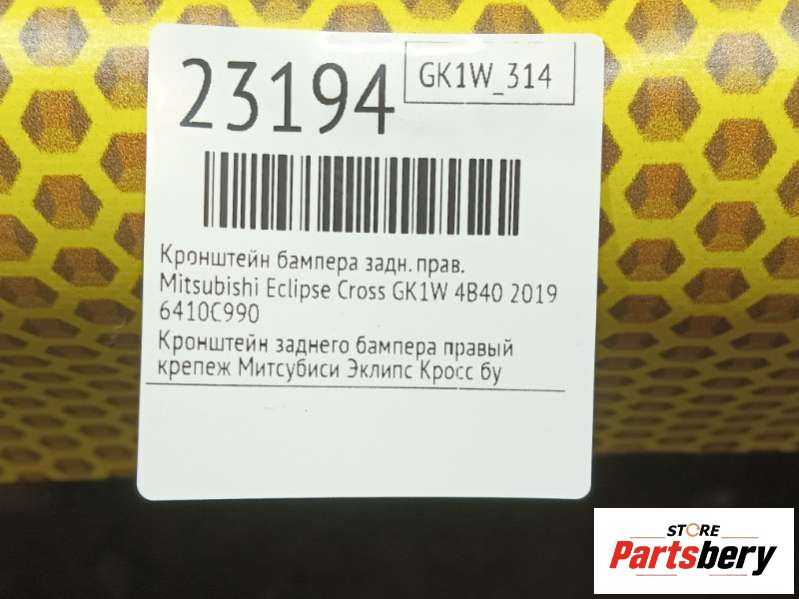 23194
GK1W_314
Кронштейн бампера задн. прав.
Mitsubishi Eclipse Cross GK1W 4B40 2019
6410C990
Кронштейн заднего бампера правый
крепеж Митсубиси Эклипс Кросс бу
STORE
Partsbery